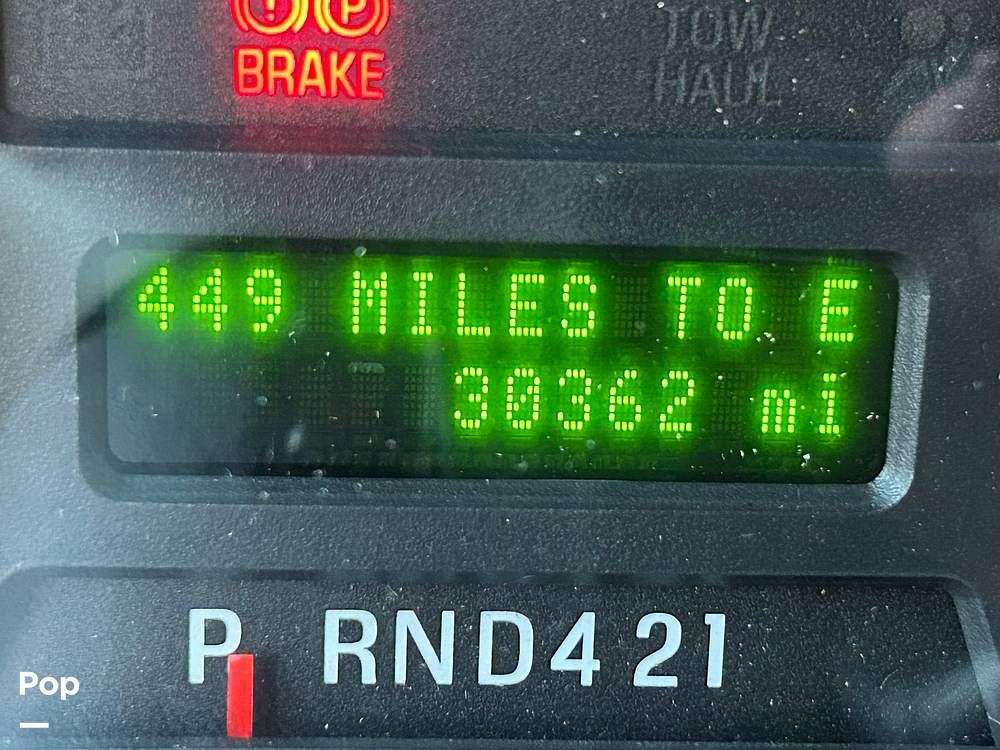 BRAKE
TOW
HAUL
449 MILES TO E
30362 mi
P RND421
Pop